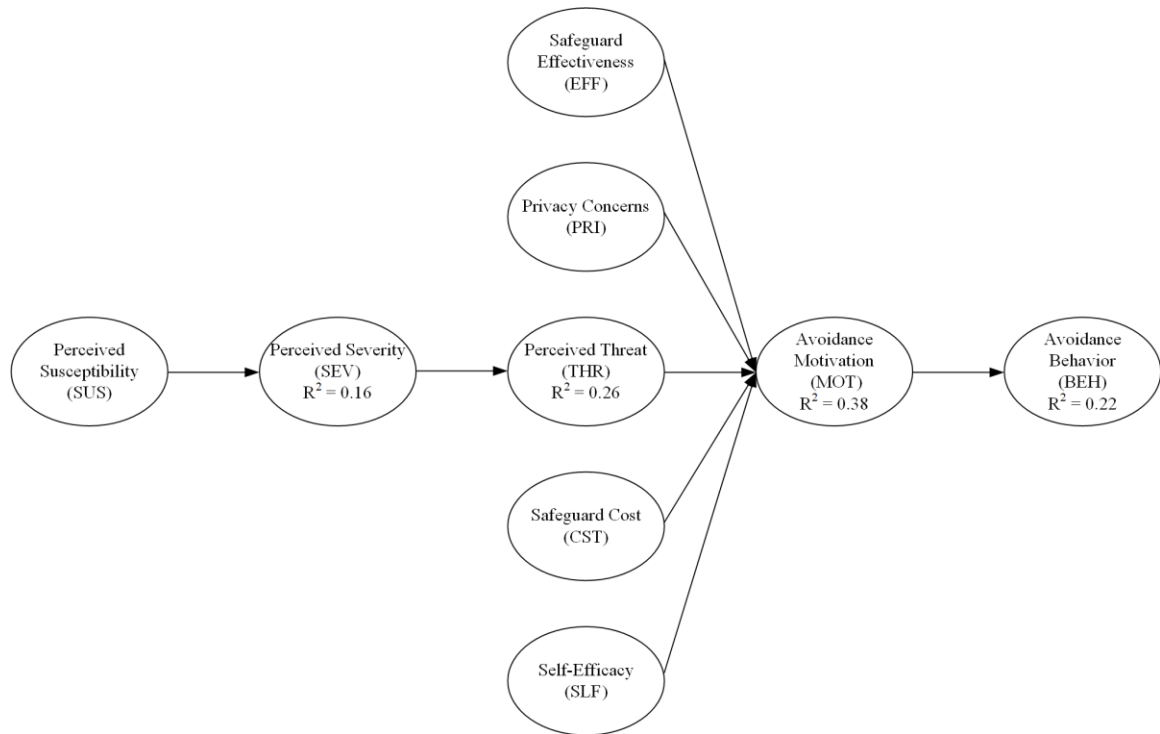 Safeguard
Effectiveness
(EFF)
Privacy Concerns
(PRI)
Perceived
Susceptibility
(SUS)
Perceived Severity
(SEV)
R² = 0.16
Perceived Threat
(THR)
R² = 0.26
Avoidance
Motivation
(MOT)
R² = 0.38
Avoidance
Behavior
(BEH)
R² = 0.22
Safeguard Cost
(CST)
Self-Efficacy
(SLF)